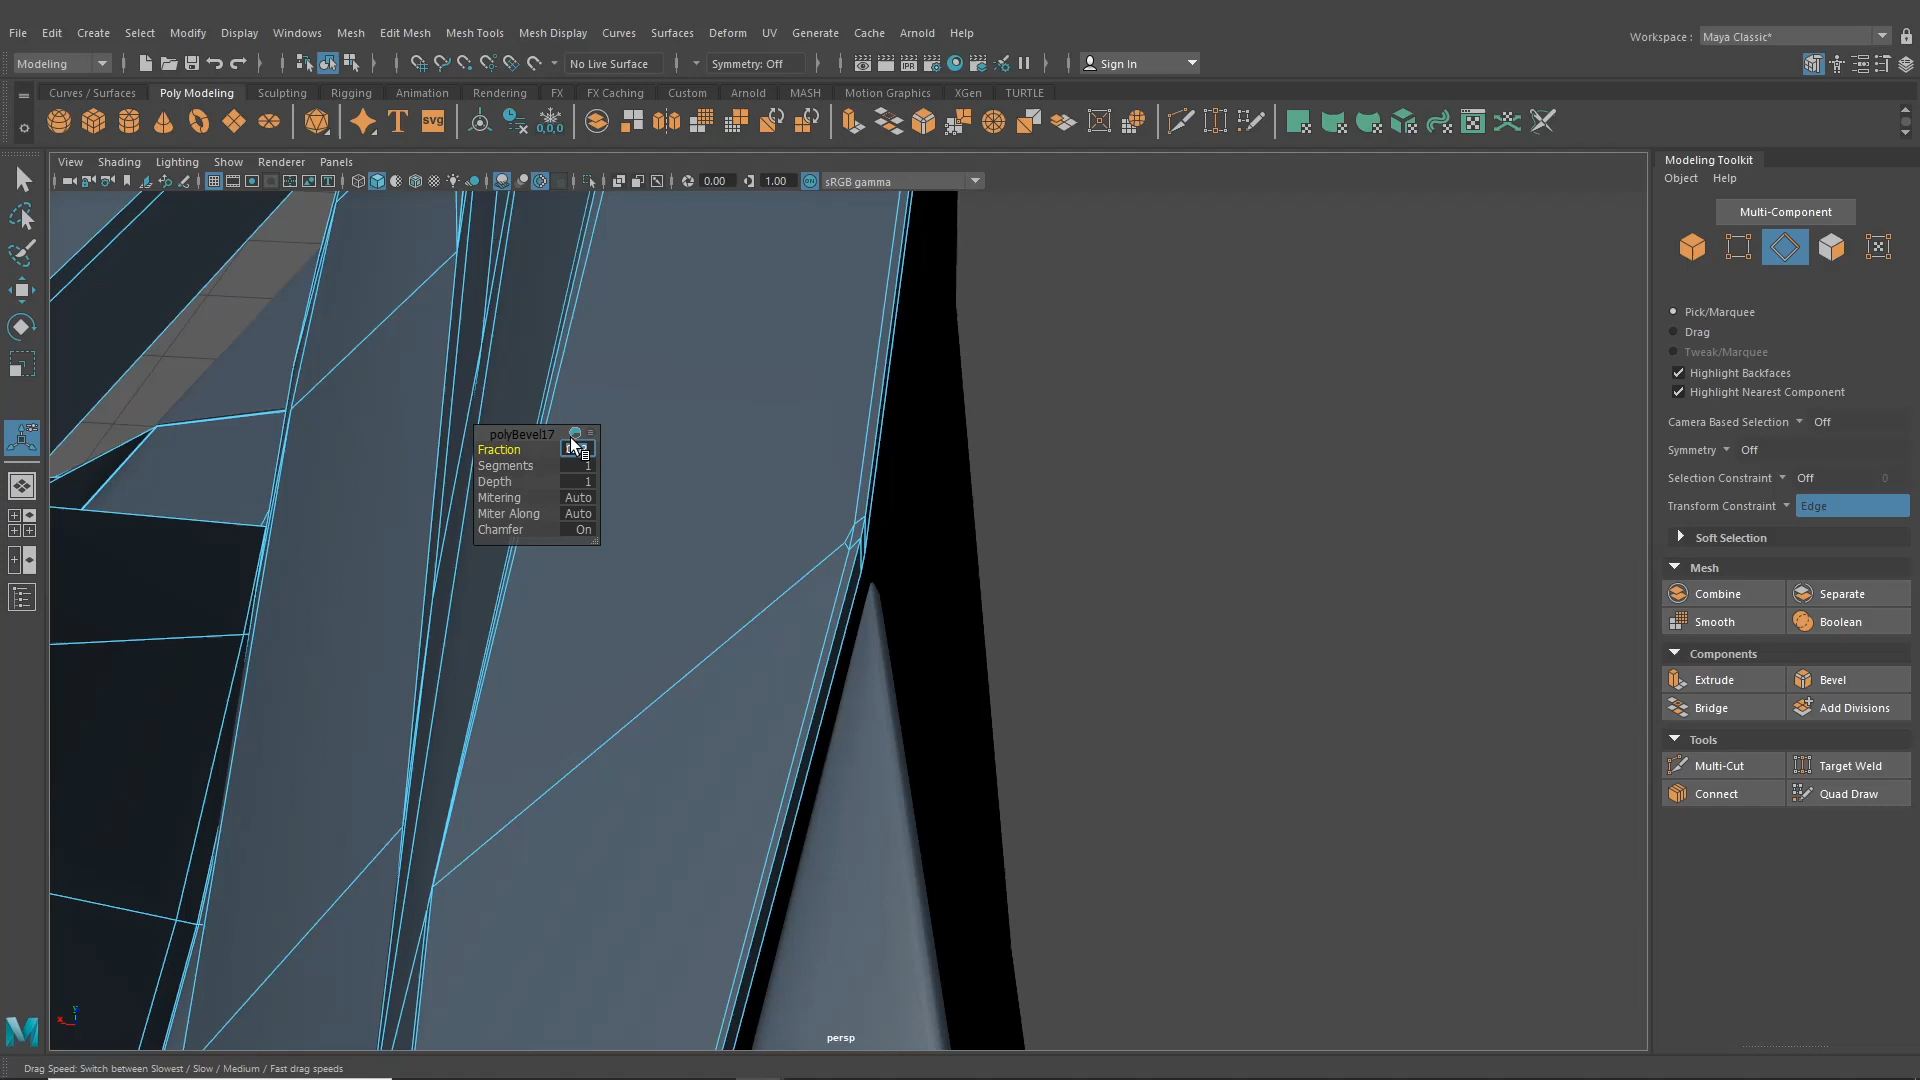 File Edit Create Select Modify Display Windows Mesh Edit Mesh Mesh Tools Mesh Display Curves Surfaces Deform UV Generate Cache Arnold Help
Workspace : Maya Classic*
Modeling No Live Surface Symmetry: Off Sign In
Curves / Surfaces Poly Modeling Sculpting Rigging Animation Rendering FX FX Caching Custom Arnold MASH Motion Graphics XGen TURTLE
T svg 0,0,0
View Shading Lighting Show Renderer Panels
0.00 1.00 ON sRGB gamma
Modeling Toolkit
Object Help
Multi-Component
Pick/Marquee
Drag
Tweak/Marquee
Highlight Backfaces
Highlight Nearest Component
Camera Based Selection Off
Symmetry Off
Selection Constraint Off 0
Transform Constraint Edge
Soft Selection
Mesh
Combine Separate
Smooth Boolean
Components
Extrude Bevel
Bridge Add Divisions
Tools
Multi-Cut Target Weld
Connect Quad Draw
polyBevel17
Fraction
Segments 1
Depth 1
Mitering Auto
Miter Along Auto
Chamfer On
y
x
persp
M
Drag Speed: Switch between Slowest / Slow / Medium / Fast drag speeds